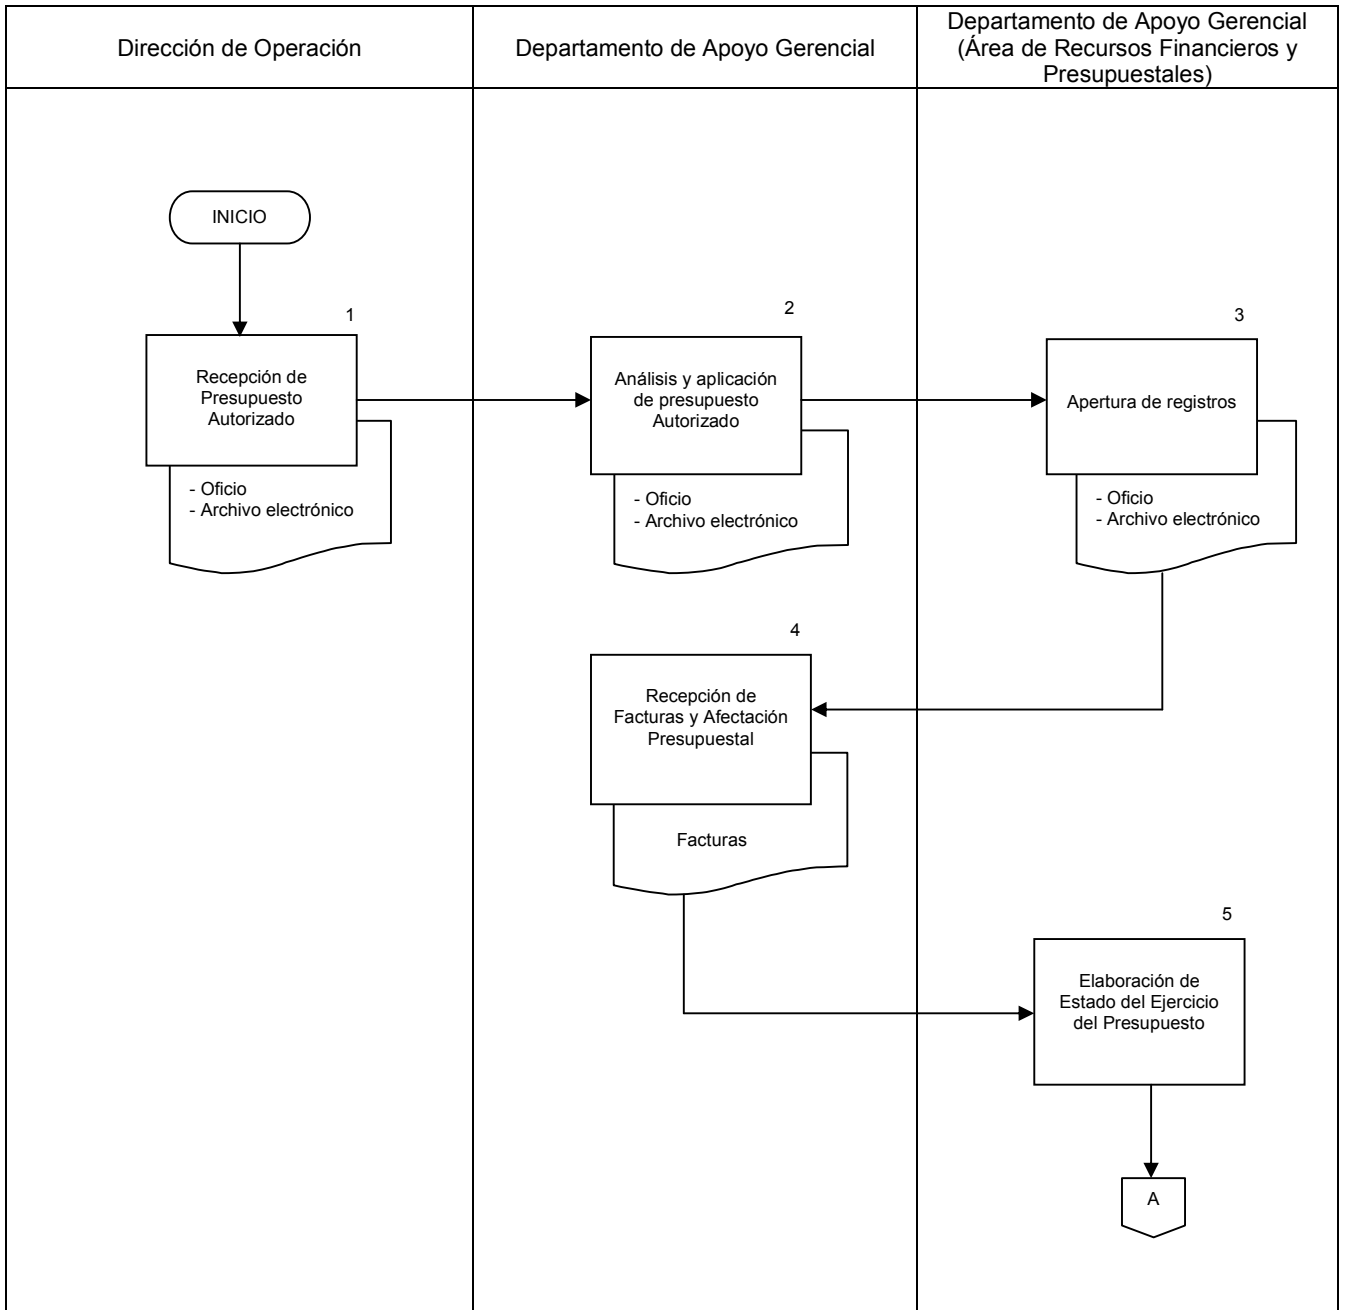 Dirección de Operación
Departamento de Apoyo Gerencial
Departamento de Apoyo Gerencial
(Área de Recursos Financieros y
Presupuestales)
INICIO
1
Recepción de
Presupuesto
Autorizado
- Oficio
- Archivo electrónico
2
Análisis y aplicación
de presupuesto
Autorizado
- Oficio
- Archivo electrónico
3
Apertura de registros
- Oficio
- Archivo electrónico
4
Recepción de
Facturas y Afectación
Presupuestal
Facturas
5
Elaboración de
Estado del Ejercicio
del Presupuesto
A